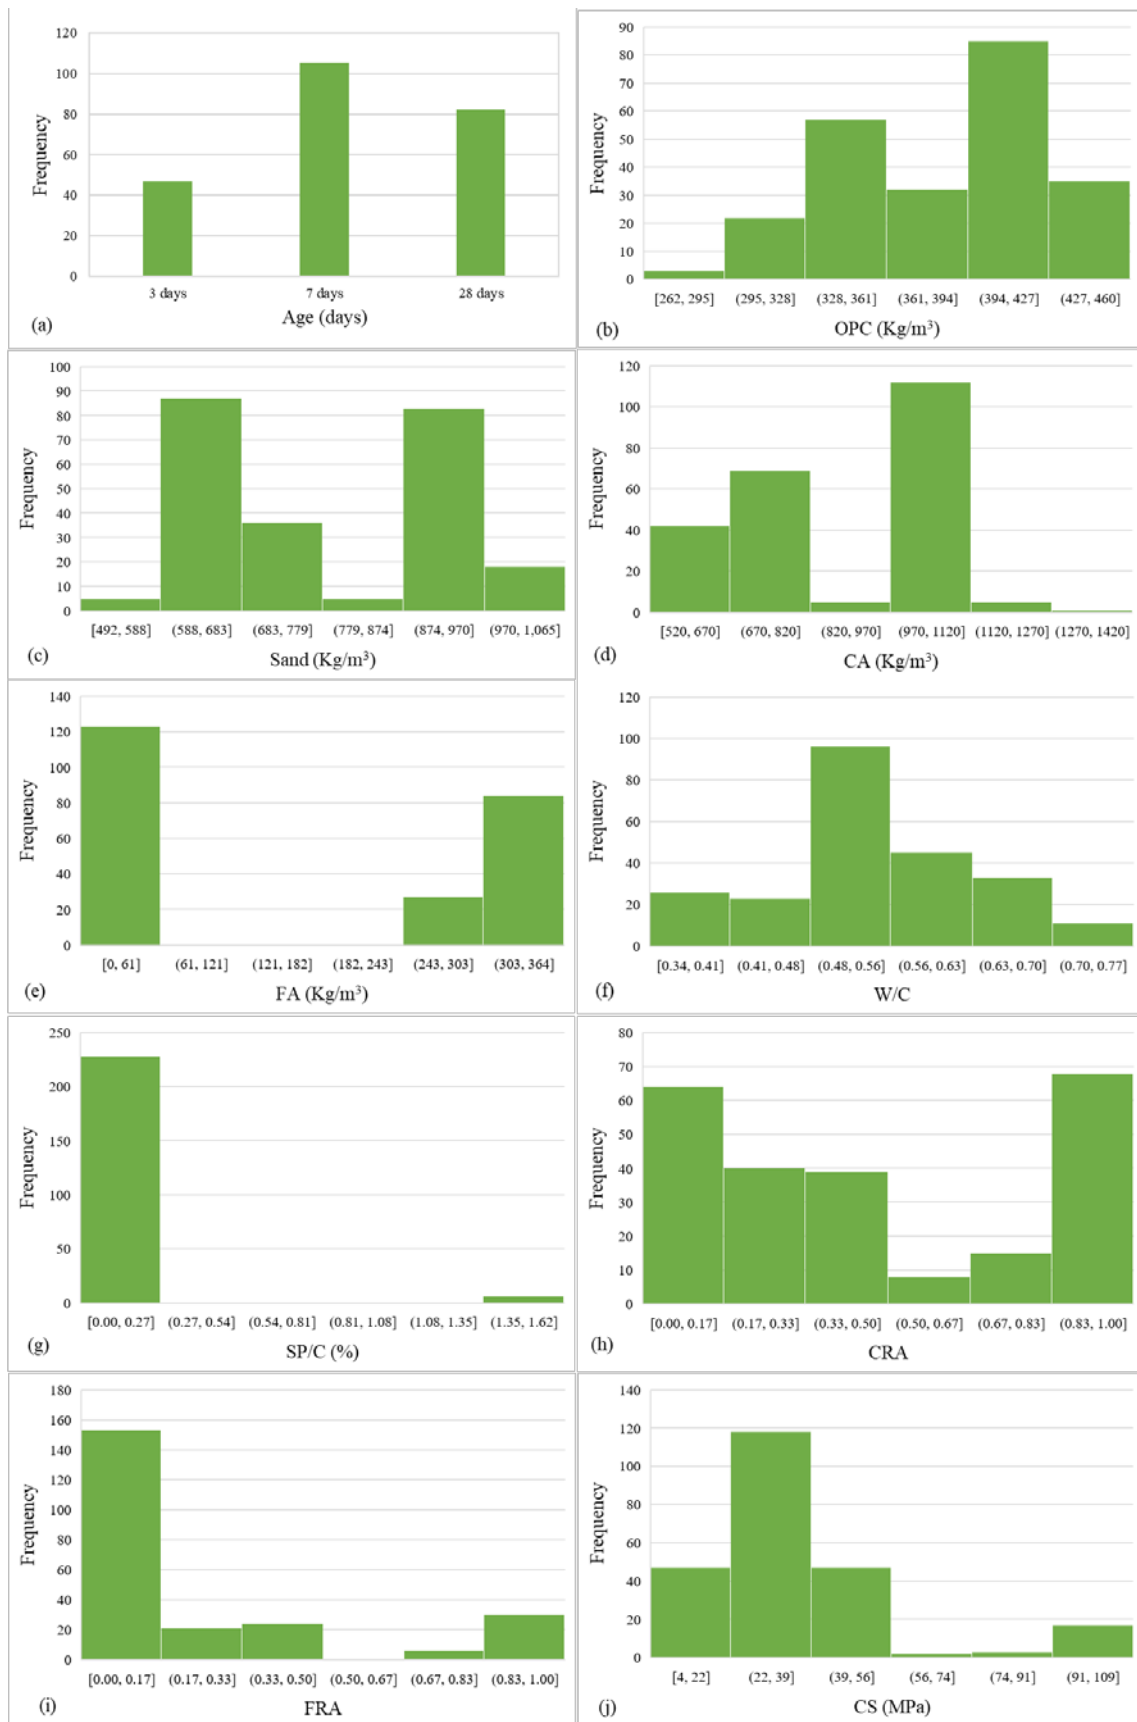 120
100
80
60
40
20
0
Frequency
3 days 7 days 28 days
Age (days)
(a)
90
80
70
60
50
40
30
20
10
0
Frequency
[262, 295] (295, 328] (328, 361] (361, 394] (394, 427] (427, 460]
OPC (Kg/m³)
(b)
100
90
80
70
60
50
40
30
20
10
0
Frequency
[492, 588] (588, 683] (683, 779] (779, 874] (874, 970] (970, 1,065]
Sand (Kg/m³)
(c)
120
100
80
60
40
20
0
Frequency
[520, 670] (670, 820] (820, 970] (970, 1120] (1120, 1270] (1270, 1420]
CA (Kg/m³)
(d)
140
120
100
80
60
40
20
0
Frequency
[0, 61] (61, 121] (121, 182] (182, 243] (243, 303] (303, 364]
FA (Kg/m³)
(e)
120
100
80
60
40
20
0
Frequency
[0.34, 0.41] (0.41, 0.48] (0.48, 0.56] (0.56, 0.63] (0.63, 0.70] (0.70, 0.77]
W/C
(f)
250
200
150
100
50
0
Frequency
[0.00, 0.27] (0.27, 0.54] (0.54, 0.81] (0.81, 1.08] (1.08, 1.35] (1.35, 1.62]
SP/C (%)
(g)
80
70
60
50
40
30
20
10
0
Frequency
[0.00, 0.17] (0.17, 0.33] (0.33, 0.50] (0.50, 0.67] (0.67, 0.83] (0.83, 1.00]
CRA
(h)
180
160
140
120
100
80
60
40
20
0
Frequency
[0.00, 0.17] (0.17, 0.33] (0.33, 0.50] (0.50, 0.67] (0.67, 0.83] (0.83, 1.00]
FRA
(i)
140
120
100
80
60
40
20
0
Frequency
[4, 22] (22, 39] (39, 56] (56, 74] (74, 91] (91, 109]
CS (MPa)
(j)